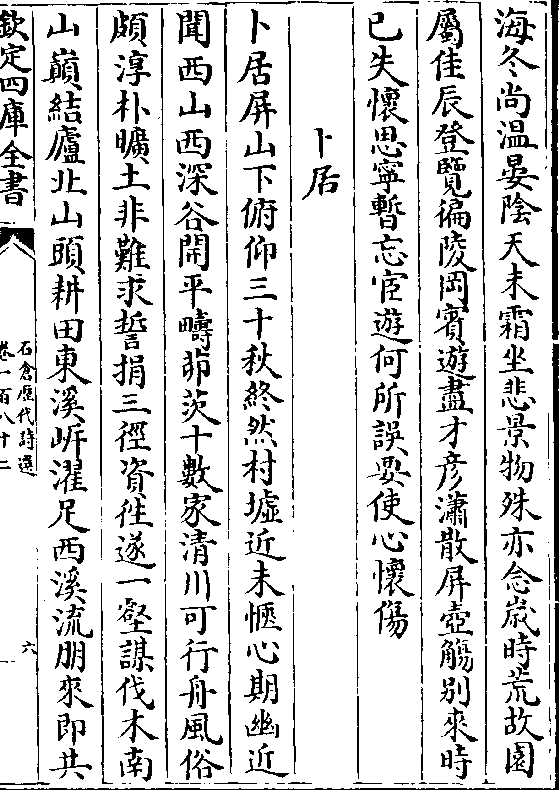 海冬尚温晏陰天未霜坐悲景物殊亦念歳時荒故園
屬佳辰登覽徧陵岡賓遊盡才彦瀟散屏壺觴别來時
已失懷思寧暫忘宦遊何所誤要使心懷傷
卜居
卜居屏山下俯仰三十秋終然村墟近未愜心期幽近
聞西山西深谷開平疇茆茨十數家清川可行舟風俗
頗淳朴曠土非難求誓捐三徑資徃遂一壑謀伐木南
山巔結廬北山頭耕田東溪㟁濯足西溪流朋來即共
欽定四庫全書
石倉歴代詩選
卷一百八十二
六